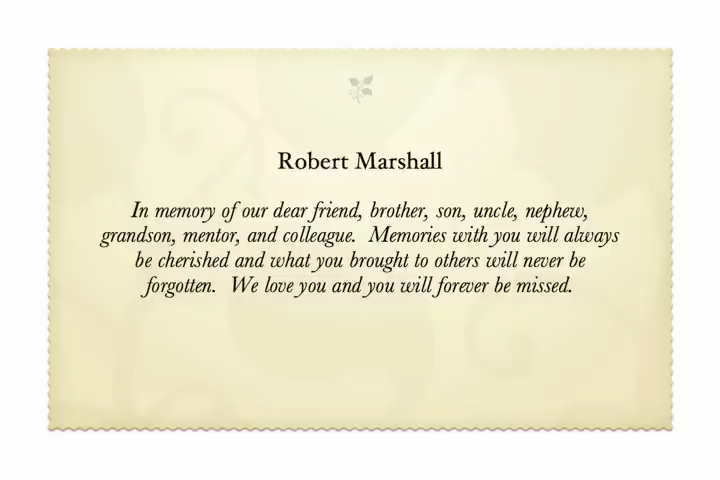 Robert Marshall
In memory of our dear friend, brother, son, uncle, nephew,
grandson, mentor, and colleague.  Memories with you will always
be cherished and what you brought to others will never be
forgotten.  We love you and you will forever be missed.